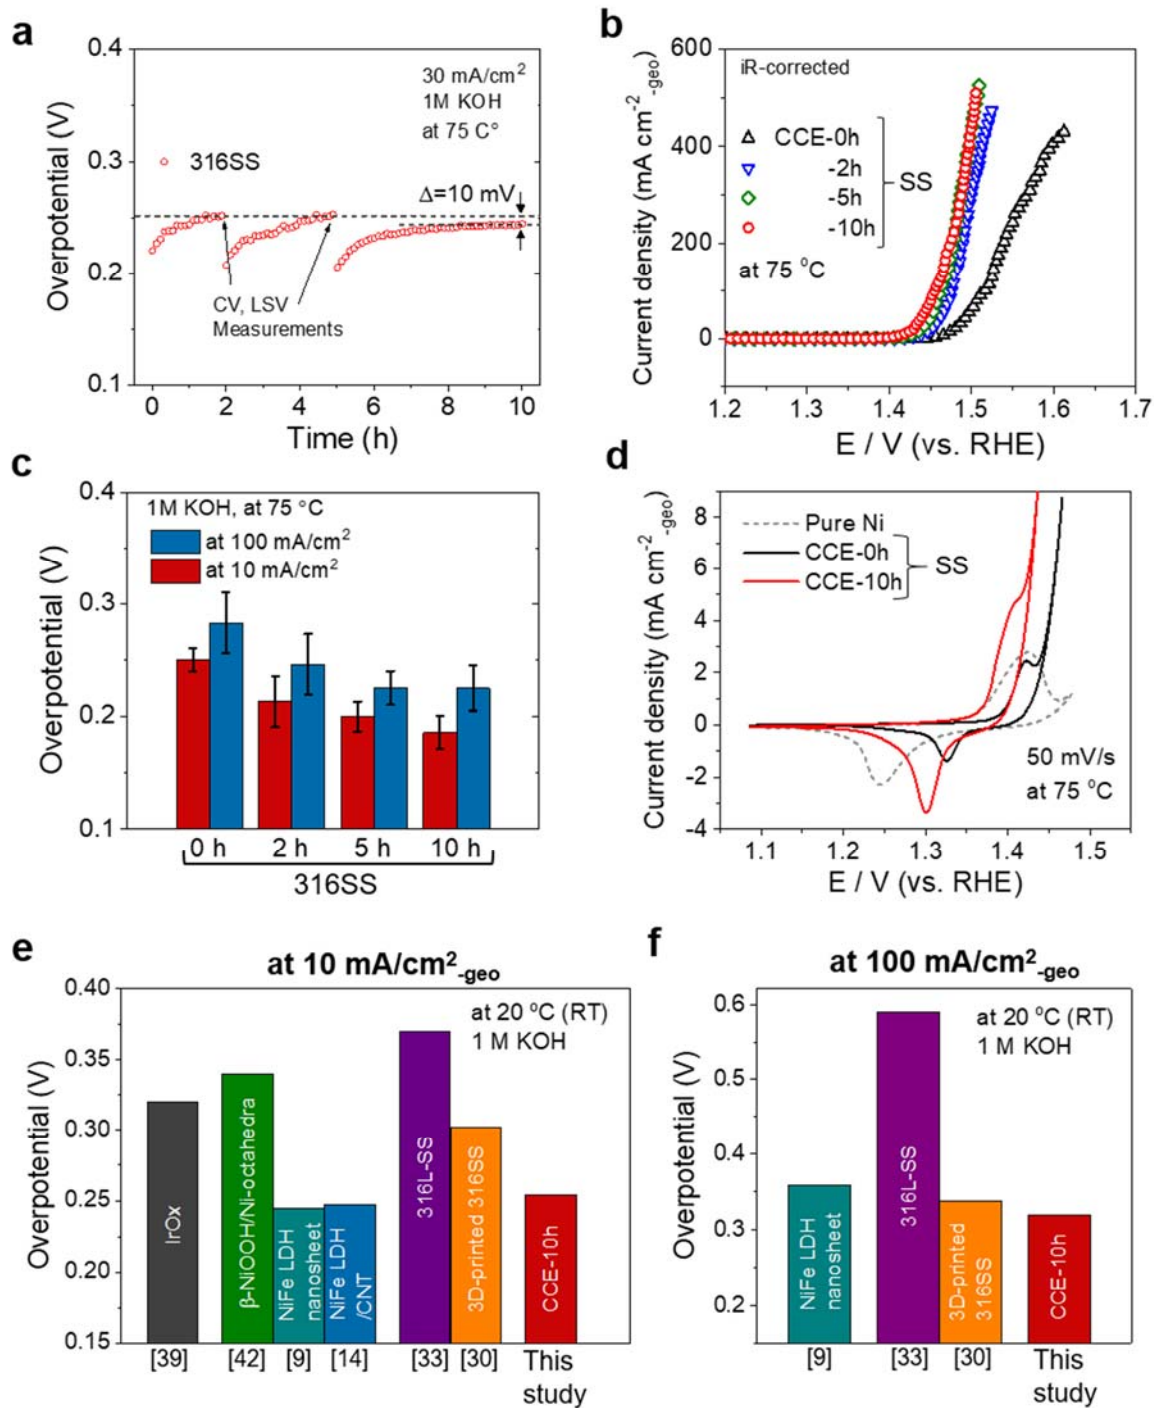 a
0.4
0.3
0.2
0.1
Overpotential (V)
30 mA/cm²
1M KOH
at 75 C°
316SS
Δ=10 mV
CV, LSV
Measurements
0 2 4 6 8 10
Time (h)
b
600
400
200
0
Current density (mA cm⁻²-geo)
iR-corrected
CCE-0h
-2h
-5h
-10h
SS
at 75 ⁰C
1.2 1.3 1.4 1.5 1.6 1.7
E / V (vs. RHE)
c
0.4
0.3
0.2
0.1
Overpotential (V)
1M KOH, at 75 °C
at 100 mA/cm²
at 10 mA/cm²
0 h 2 h 5 h 10 h
316SS
d
8
6
4
2
0
-2
-4
Current density (mA cm⁻²-geo)
Pure Ni
CCE-0h
CCE-10h
SS
50 mV/s
at 75 ⁰C
1.1 1.2 1.3 1.4 1.5
E / V (vs. RHE)
e
at 10 mA/cm²-geo
0.40
0.35
0.30
0.25
0.20
0.15
Overpotential (V)
at 20 ⁰C (RT)
1 M KOH
IrOx
β-NiOOH/Ni-octahedra
NiFe LDH
nanosheet
NiFe LDH
/CNT
316L-SS
3D-printed 316SS
CCE-10h
[39] [42] [9] [14] [33] [30] This
study
f
at 100 mA/cm²-geo
0.6
0.5
0.4
0.3
0.2
Overpotential (V)
at 20 ⁰C (RT)
1 M KOH
NiFe LDH
nanosheet
316L-SS
3D-printed
316SS
CCE-10h
[9] [33] [30] This
study